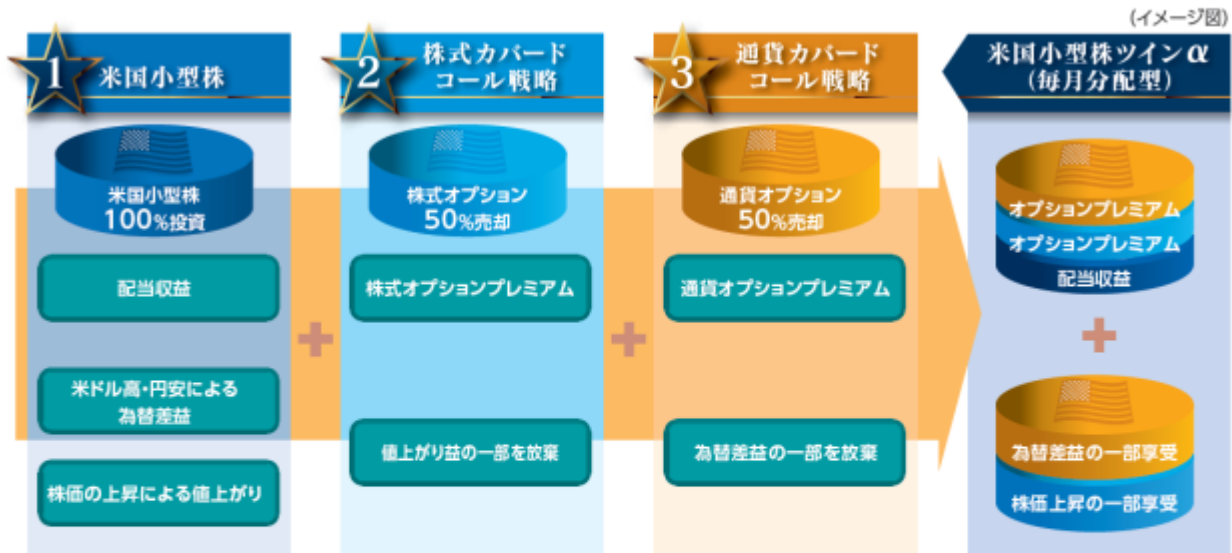 (イメージ図)
1 米国小型株
米国小型株
100%投資
配当収益
米ドル高・円安による
為替差益
株価の上昇による値上がり
2 株式カバード
コール戦略
株式オプション
50%売却
株式オプションプレミアム
値上がり益の一部を放棄
3 通貨カバード
コール戦略
通貨オプション
50%売却
通貨オプションプレミアム
為替差益の一部を放棄
米国小型株ツインα
(毎月分配型)
オプションプレミアム
オプションプレミアム
配当収益
為替差益の一部享受
株価上昇の一部享受